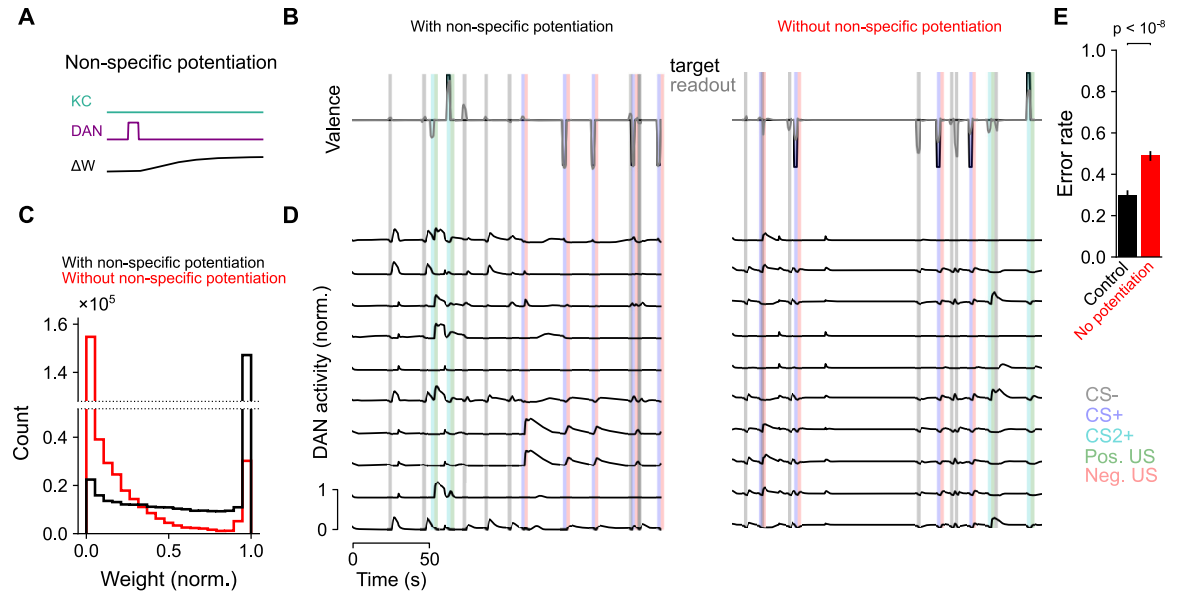 A
Non-specific potentiation
KC
DAN
ΔW
B
With non-specific potentiation
Without non-specific potentiation
target
readout
Valence
C
With non-specific potentiation
Without non-specific potentiation
×10⁵
1.6
1.4
0.4
0.2
0.0
Count
0.0
0.5
1.0
Weight (norm.)
D
DAN activity (norm.)
1
0
0
50
Time (s)
E
p < 10⁻⁸
1.0
0.8
0.6
0.4
0.2
0.0
Error rate
Control
No potentiation
CS-
CS+
CS2+
Pos. US
Neg. US